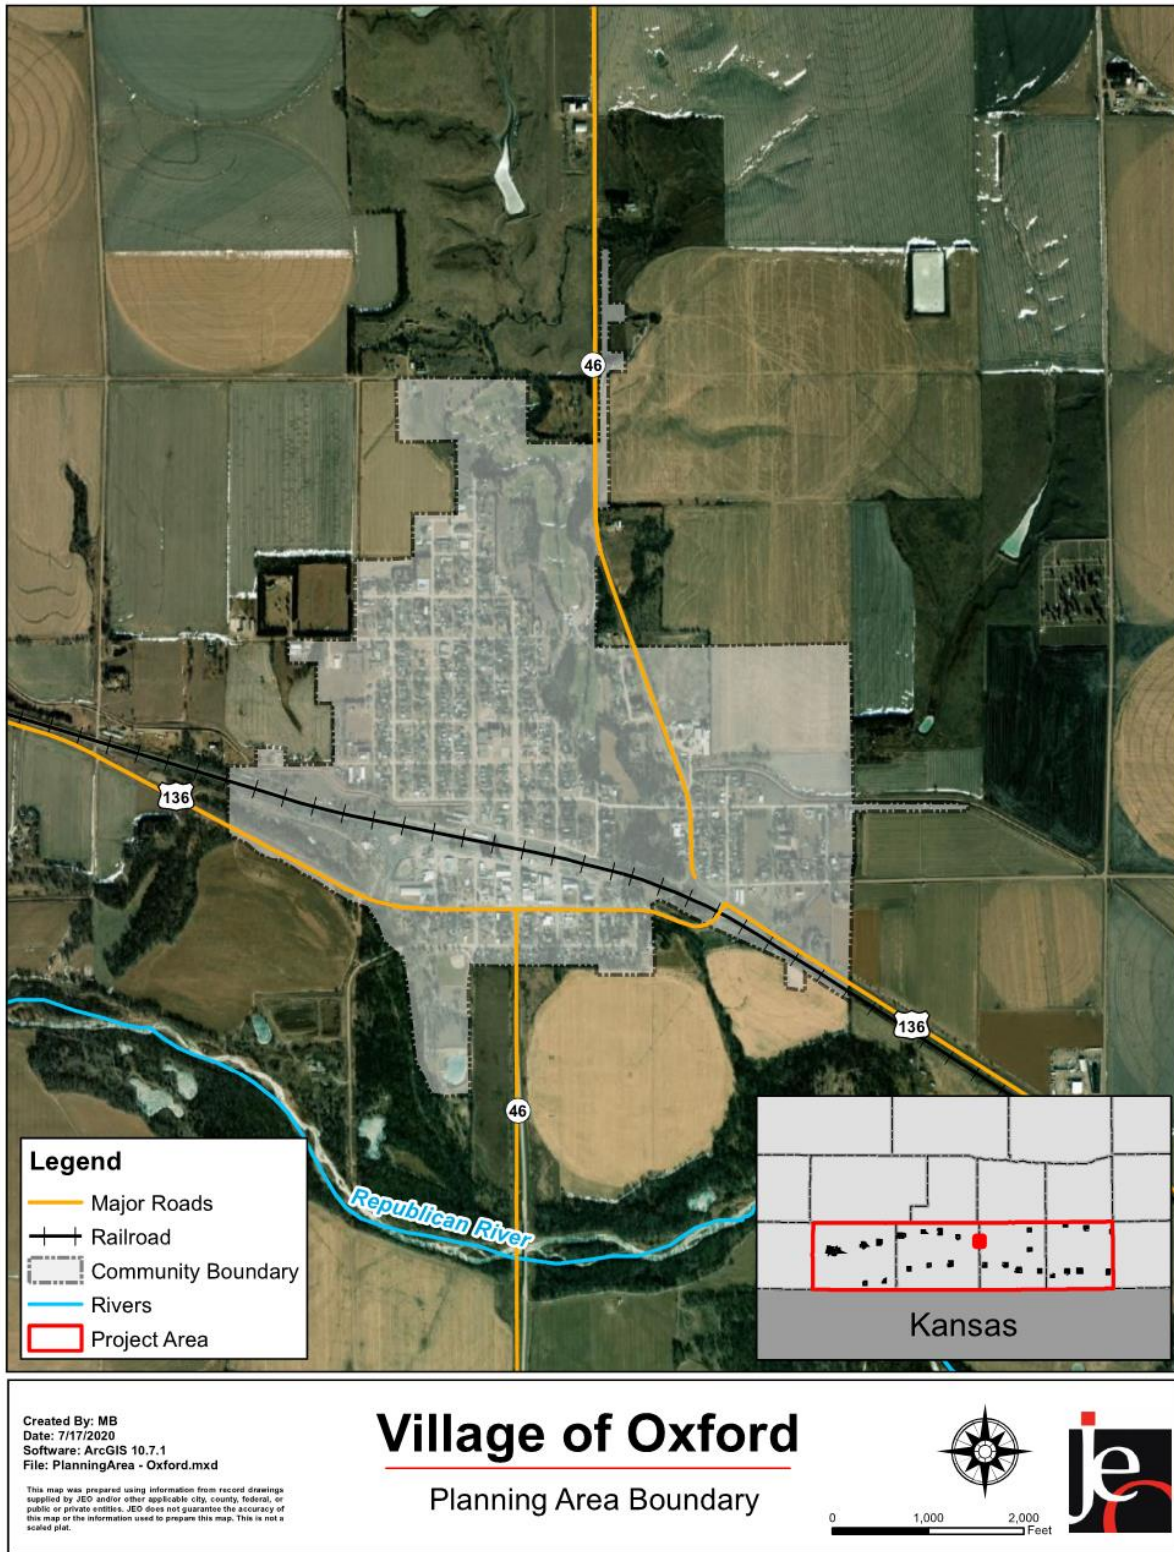 46
136
136
46
Republican River
Legend
Major Roads
Railroad
Community Boundary
Rivers
Project Area
Kansas
Created By: MB
Date: 7/17/2020
Software: ArcGIS 10.7.1
File: PlanningArea - Oxford.mxd
This map was prepared using information from record drawings
supplied by JEO and/or other applicable city, county, federal, or
public or private entities. JEO does not guarantee the accuracy of
this map or the information used to prepare this map. This is not a
scaled plat.
Village of Oxford
Planning Area Boundary
0 1,000 2,000
Feet
jeo